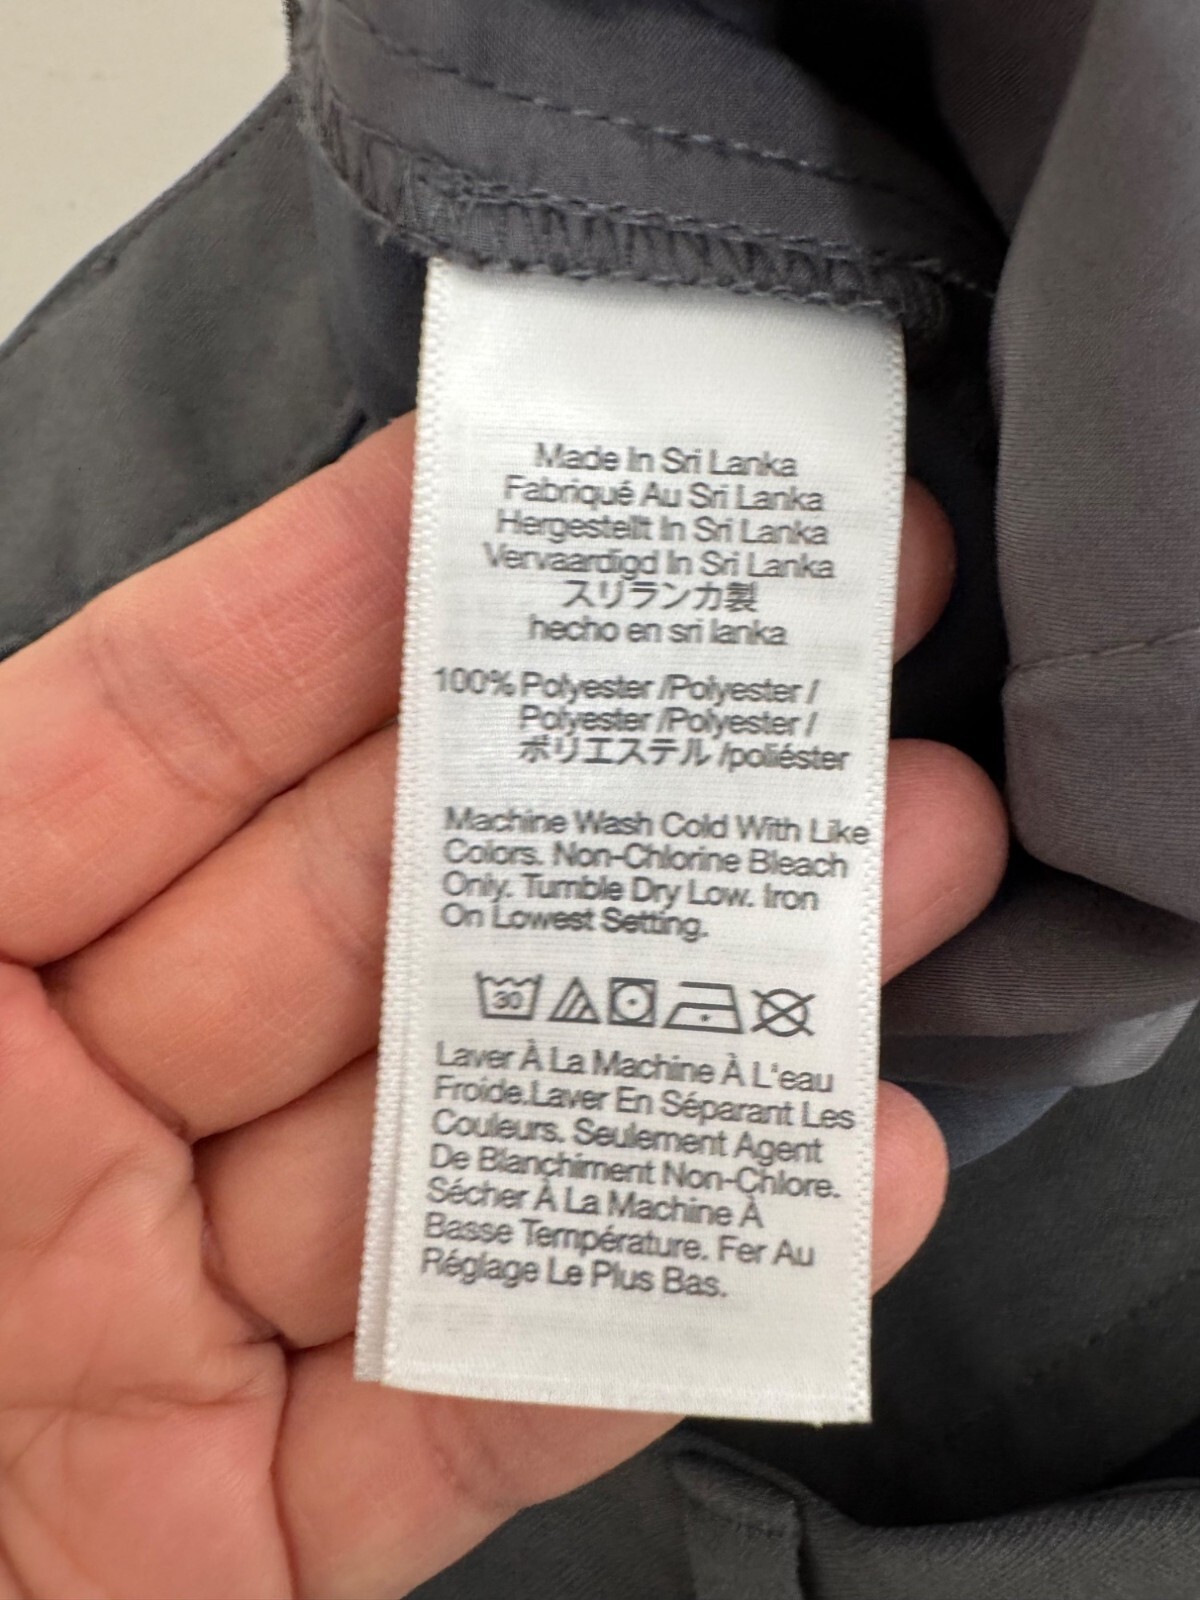 Made In Sri Lanka
Fabriqué Au Sri Lanka
Hergestellt In Sri Lanka
Vervaardigd In Sri Lanka
スリランカ製
hecho en sri lanka
100% Polyester /Polyester /
Polyester /Polyester /
ポリエステル /poliéster
Machine Wash Cold With Like
Colors. Non-Chlorine Bleach
Only. Tumble Dry Low. Iron
On Lowest Setting.
30
Laver À La Machine À L'eau
Froide.Laver En Séparant Les
Couleurs. Seulement Agent
De Blanchiment Non-Chlore.
Sécher À La Machine À
Basse Température. Fer Au
Réglage Le Plus Bas.